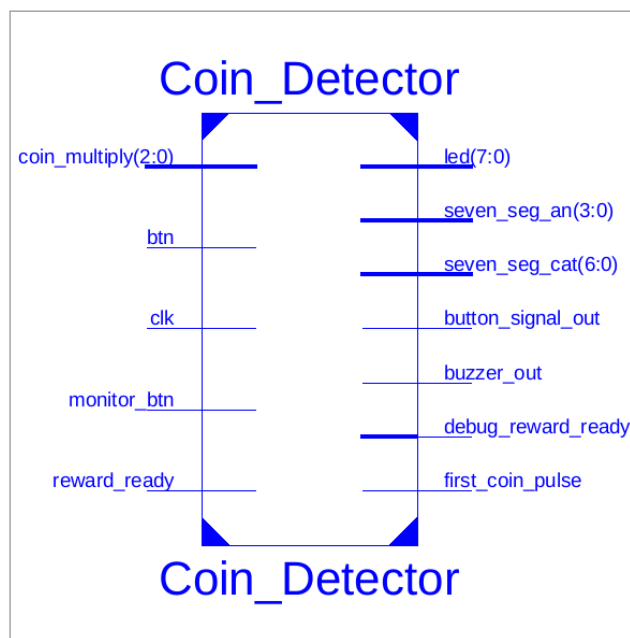 Coin_Detector
coin_multiply(2:0)
led(7:0)
seven_seg_an(3:0)
btn
seven_seg_cat(6:0)
clk
button_signal_out
buzzer_out
monitor_btn
debug_reward_ready
reward_ready
first_coin_pulse
Coin_Detector